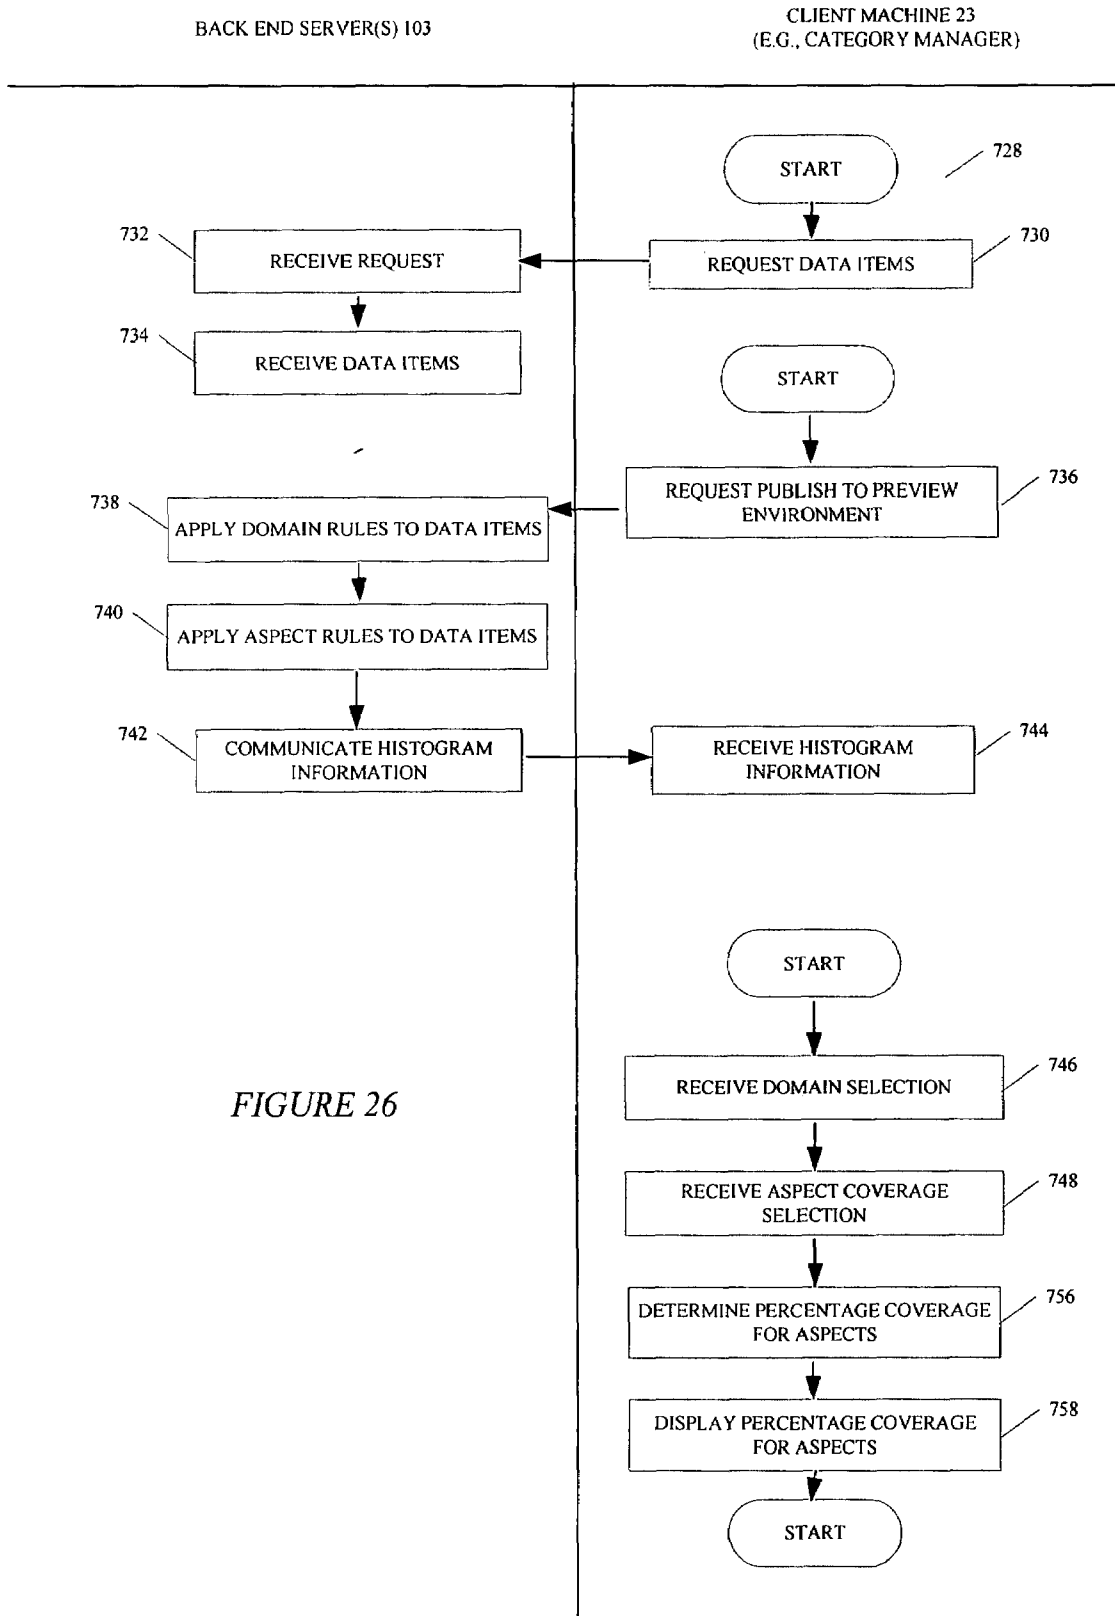 BACK END SERVER(S) 103
CLIENT MACHINE 23
(E.G., CATEGORY MANAGER)
START
728
732
RECEIVE REQUEST
REQUEST DATA ITEMS
730
734
RECEIVE DATA ITEMS
START
REQUEST PUBLISH TO PREVIEW
ENVIRONMENT
736
738
APPLY DOMAIN RULES TO DATA ITEMS
740
APPLY ASPECT RULES TO DATA ITEMS
742
COMMUNICATE HISTOGRAM
INFORMATION
RECEIVE HISTOGRAM
INFORMATION
744
START
RECEIVE DOMAIN SELECTION
746
FIGURE 26
RECEIVE ASPECT COVERAGE
SELECTION
748
DETERMINE PERCENTAGE COVERAGE
FOR ASPECTS
756
DISPLAY PERCENTAGE COVERAGE
FOR ASPECTS
758
START